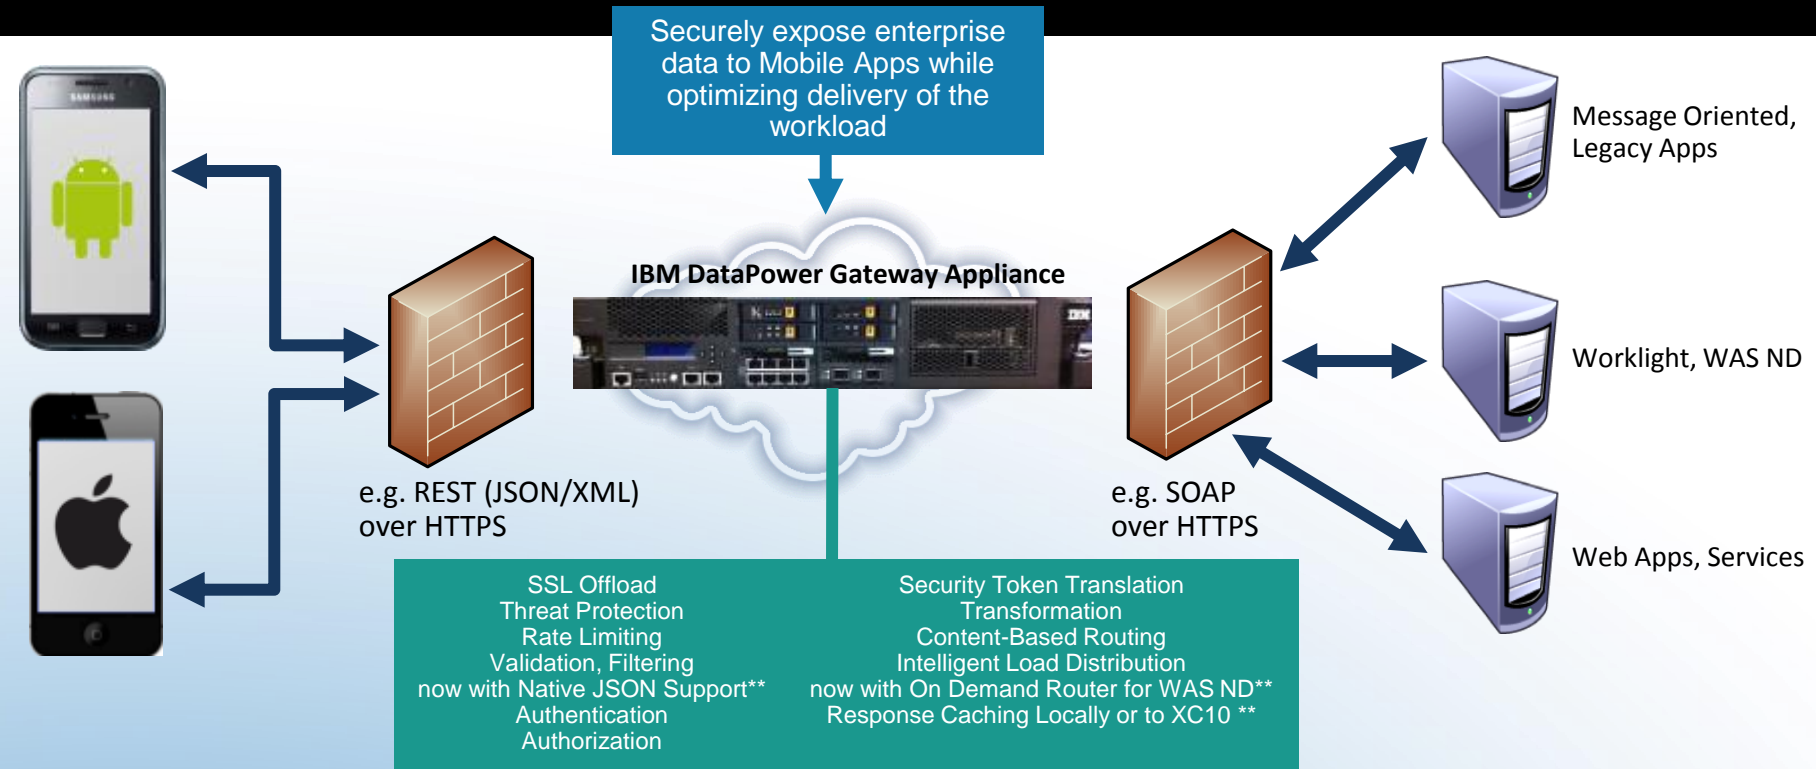 Securely expose enterprise
data to Mobile Apps while
optimizing delivery of the
workload
SAMSUNG
Message Oriented,
Legacy Apps
IBM DataPower Gateway Appliance
IBM
Worklight, WAS ND
e.g. REST (JSON/XML)
over HTTPS
e.g. SOAP
over HTTPS
Web Apps, Services
SSL Offload
Threat Protection
Rate Limiting
Validation, Filtering
now with Native JSON Support**
Authentication
Authorization
Security Token Translation
Transformation
Content-Based Routing
Intelligent Load Distribution
now with On Demand Router for WAS ND**
Response Caching Locally or to XC10 **